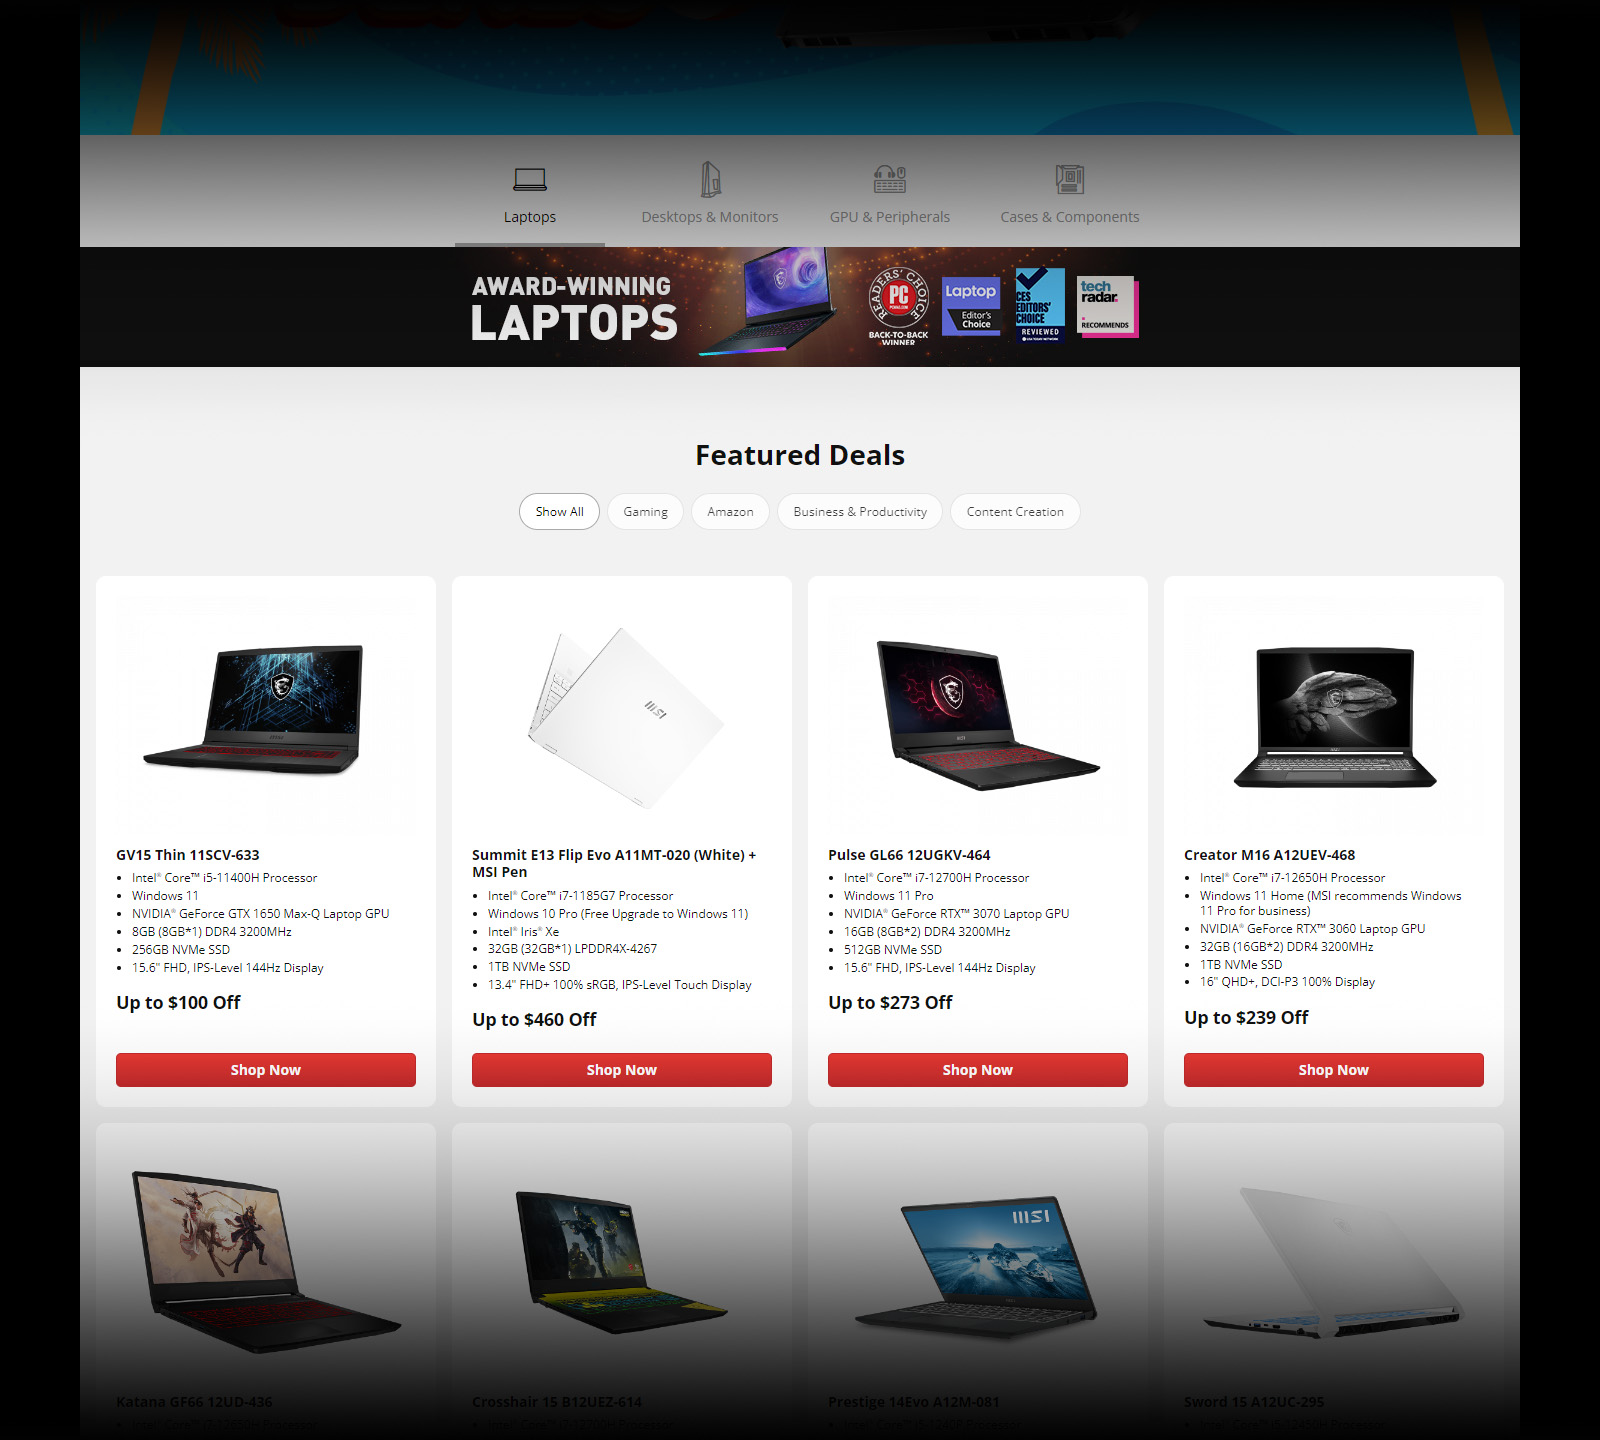 Laptops
Desktops & Monitors
GPU & Peripherals
Cases & Components
AWARD-WINNING
LAPTOPS
READERS' CHOICE
PC
BACK-TO-BACK
WINNER
Laptop
Editor's
Choice
CES
EDITORS'
CHOICE
REVIEWED
tech
radar.
RECOMMENDS
Featured Deals
Show All
Gaming
Amazon
Business & Productivity
Content Creation
GV15 Thin 11SCV-633
• Intel® Core™ i5-11400H Processor
• Windows 11
• NVIDIA® GeForce GTX 1650 Max-Q Laptop GPU
• 8GB (8GB*1) DDR4 3200MHz
• 256GB NVMe SSD
• 15.6" FHD, IPS-Level 144Hz Display
Up to $100 Off
Shop Now
msi
Summit E13 Flip Evo A11MT-020 (White) +
MSI Pen
• Intel® Core™ i7-1185G7 Processor
• Windows 10 Pro (Free Upgrade to Windows 11)
• Intel® Iris® Xe
• 32GB (32GB*1) LPDDR4X-4267
• 1TB NVMe SSD
• 13.4" FHD+ 100% sRGB, IPS-Level Touch Display
Up to $460 Off
Shop Now
Pulse GL66 12UGKV-464
• Intel® Core™ i7-12700H Processor
• Windows 11 Pro
• NVIDIA® GeForce RTX™ 3070 Laptop GPU
• 16GB (8GB*2) DDR4 3200MHz
• 512GB NVMe SSD
• 15.6" FHD, IPS-Level 144Hz Display
Up to $273 Off
Shop Now
Creator M16 A12UEV-468
• Intel® Core™ i7-12650H Processor
• Windows 11 Home (MSI recommends Windows
11 Pro for business)
• NVIDIA® GeForce RTX™ 3060 Laptop GPU
• 32GB (16GB*2) DDR4 3200MHz
• 1TB NVMe SSD
• 16" QHD+, DCI-P3 100% Display
Up to $239 Off
Shop Now
Katana GF66 12UD-436
Crosshair 15 B12UEZ-614
msi
Prestige 14Evo A12M-081
Sword 15 A12UC-295